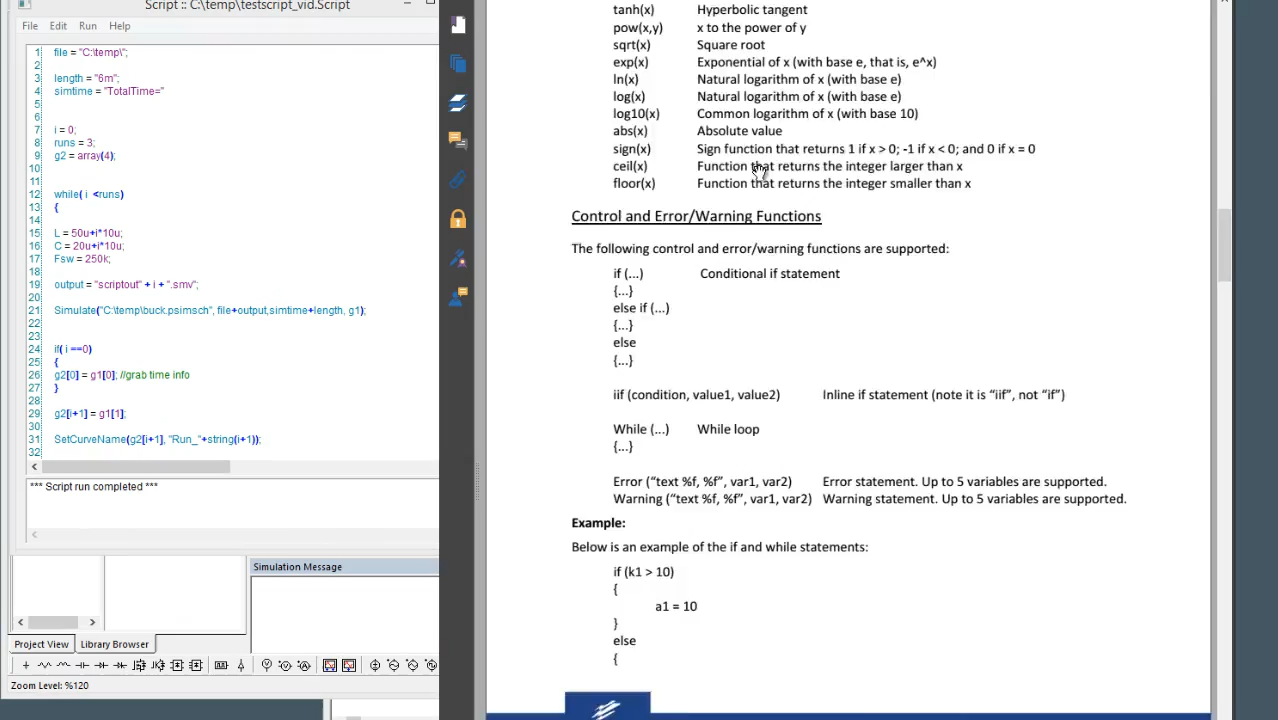 Script :: C:\temp\testscript_vid.Script
File Edit Run Help
1 file = "C:\temp\";
2
3 length = "6m";
4 simtime = "TotalTime="
5
6
7 i = 0;
8 runs = 3;
9 g2 = array(4);
10
11
12 while( i <runs)
13 {
14
15 L = 50u+i*10u;
16 C = 20u+i*10u;
17 Fsw = 250k;
18
19 output = "scriptout" + i + ".smv";
20
21 Simulate("C:\temp\buck.psimsch", file+output,simtime+length, g1);
22
23
24 if( i ==0)
25 {
26 g2[0] = g1[0]; //grab time info
27 }
28
29 g2[i+1] = g1[1];
30
31 SetCurveName(g2[i+1], "Run_"+string(i+1));
32
*** Script run completed ***
Simulation Message
Project View Library Browser
Zoom Level: %120
tanh(x) Hyperbolic tangent
pow(x,y) x to the power of y
sqrt(x) Square root
exp(x) Exponential of x (with base e, that is, e^x)
ln(x) Natural logarithm of x (with base e)
log(x) Natural logarithm of x (with base e)
log10(x) Common logarithm of x (with base 10)
abs(x) Absolute value
sign(x) Sign function that returns 1 if x > 0; -1 if x < 0; and 0 if x = 0
ceil(x) Function that returns the integer larger than x
floor(x) Function that returns the integer smaller than x
Control and Error/Warning Functions
The following control and error/warning functions are supported:
if (...) Conditional if statement
{...}
else if (...)
{...}
else
{...}
iif (condition, value1, value2) Inline if statement (note it is “iif”, not “if”)
While (...) While loop
{...}
Error (“text %f, %f”, var1, var2) Error statement. Up to 5 variables are supported.
Warning (“text %f, %f”, var1, var2) Warning statement. Up to 5 variables are supported.
Example:
Below is an example of the if and while statements:
if (k1 > 10)
{
a1 = 10
}
else
{